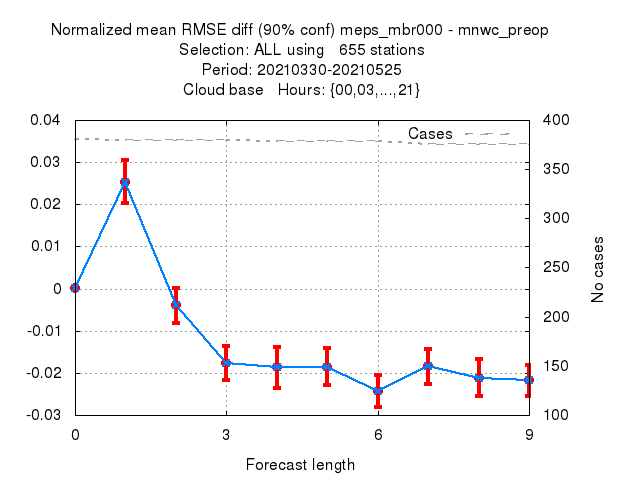 Normalized mean RMSE diff (90% conf) meps_mbr000 - mnwc_preop
Selection: ALL using   655 stations
Period: 20210330-20210525
Cloud base   Hours: {00,03,...,21}
Cases
0.04
0.03
0.02
0.01
0
-0.01
-0.02
-0.03
400
350
300
250
200
150
100
No cases
0 3 6 9
Forecast length